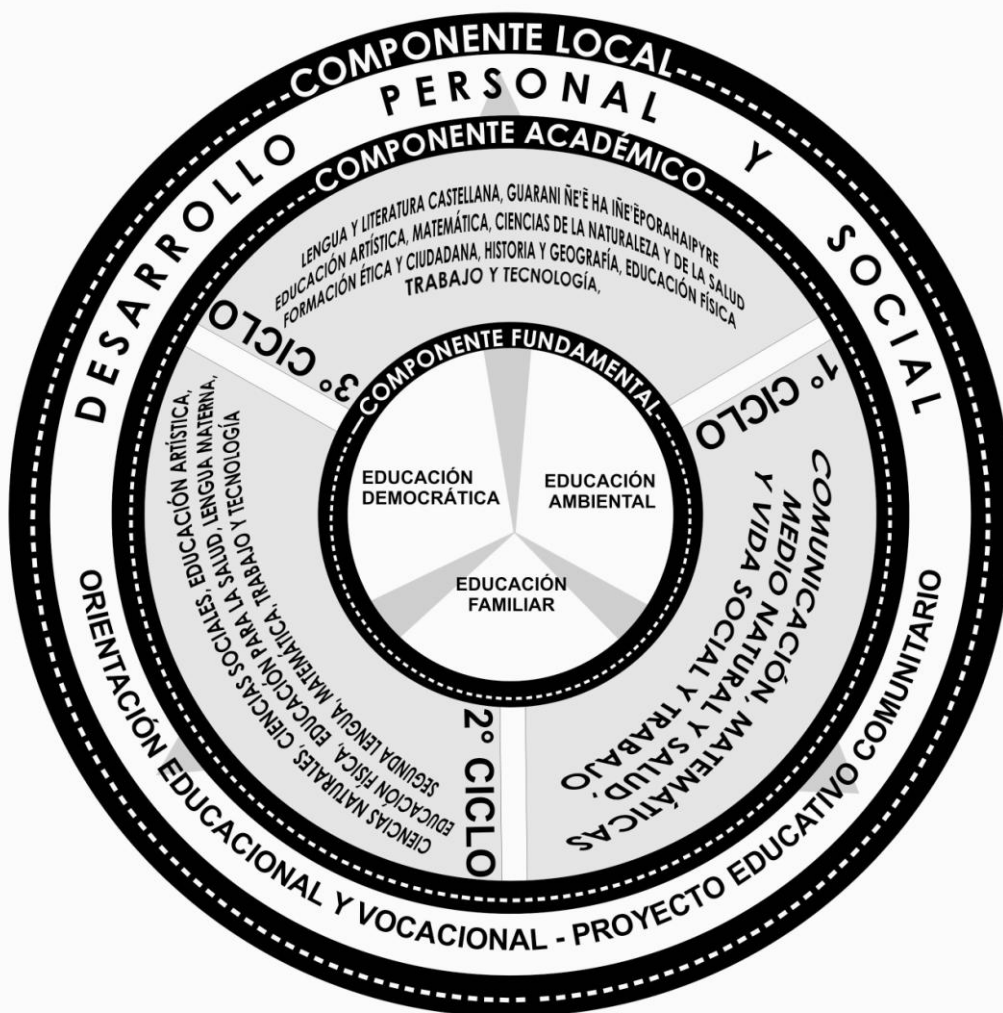 COMPONENTE LOCAL
DESARROLLO PERSONAL Y SOCIAL
COMPONENTE ACADÉMICO
LENGUA Y LITERATURA CASTELLANA, GUARANI ÑE'Ẽ HA IÑE'ẼPORAHAIPYRE
EDUCACIÓN ARTÍSTICA, MATEMÁTICA, CIENCIAS DE LA NATURALEZA Y DE LA SALUD
FORMACIÓN ÉTICA Y CIUDADANA, HISTORIA Y GEOGRAFÍA, EDUCACIÓN FÍSICA
TRABAJO Y TECNOLOGÍA,
3° CICLO
1° CICLO
COMUNICACIÓN, MATEMÁTICAS
MEDIO NATURAL Y SALUD,
Y VIDA SOCIAL Y TRABAJO
2° CICLO
CIENCIAS NATURALES, CIENCIAS SOCIALES, EDUCACIÓN ARTÍSTICA,
EDUCACIÓN FÍSICA, EDUCACIÓN PARA LA SALUD, LENGUA MATERNA,
SEGUNDA LENGUA, MATEMÁTICA, TRABAJO Y TECNOLOGÍA
COMPONENTE FUNDAMENTAL
EDUCACIÓN
DEMOCRÁTICA
EDUCACIÓN
AMBIENTAL
EDUCACIÓN
FAMILIAR
ORIENTACIÓN EDUCACIONAL Y VOCACIONAL - PROYECTO EDUCATIVO COMUNITARIO